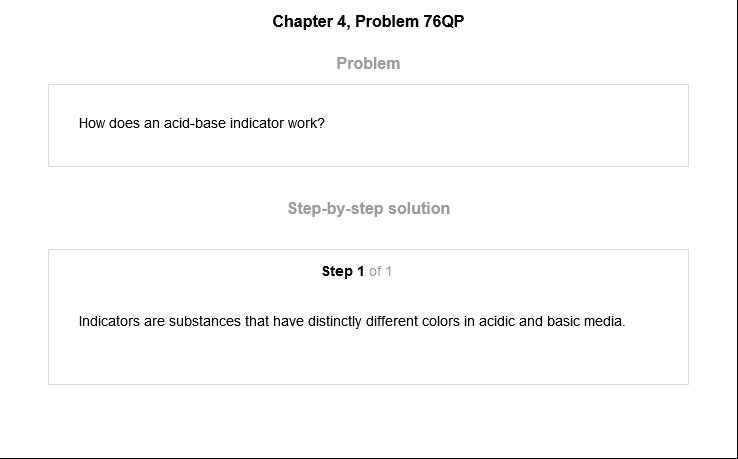 Chapter 4, Problem 76QP
Problem
How does an acid-base indicator work?
Step-by-step solution
Step 1 of 1
Indicators are substances that have distinctly different colors in acidic and basic media.